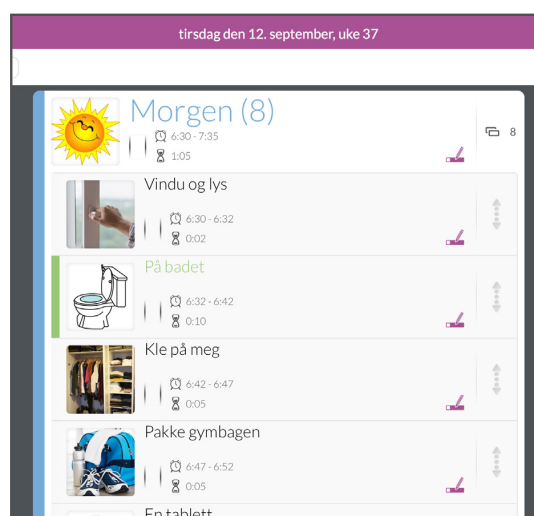 tirsdag den 12. september, uke 37
Morgen (8)
6:30 - 7:35
8
1:05
Vindu og lys
6:30 - 6:32
0:02
På badet
6:32 - 6:42
0:10
Kle på meg
6:42 - 6:47
0:05
Pakke gymbagen
6:47 - 6:52
0:05
En tablett